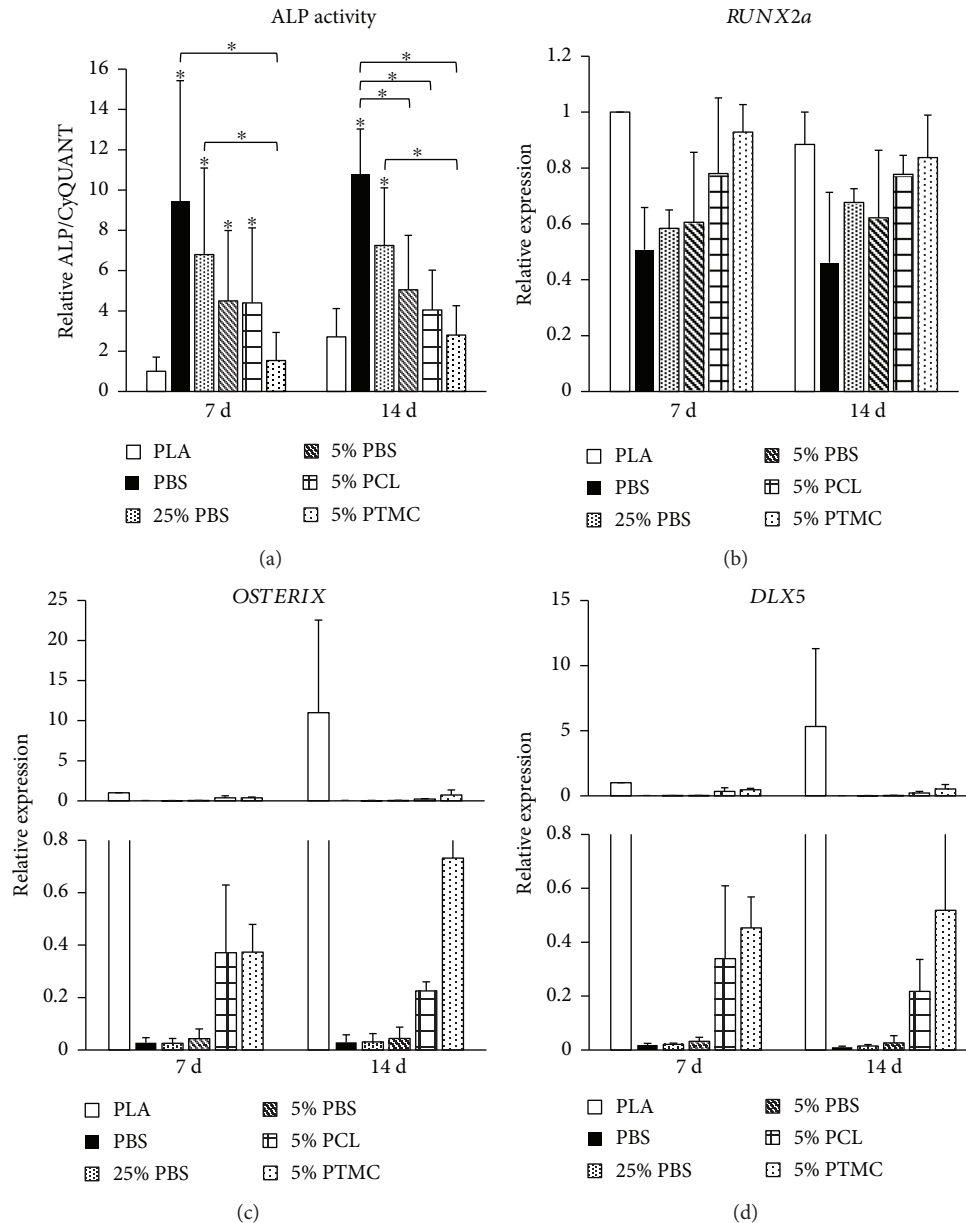 ALP activity
Relative ALP/CyQUANT
16
14
12
10
8
6
4
2
0
*
*
*
*
*
*
*
*
*
*
*
*
7 d
14 d
PLA
PBS
25% PBS
5% PBS
5% PCL
5% PTMC
(a)
RUNX2a
Relative expression
1.2
1
0.8
0.6
0.4
0.2
0
7 d
14 d
PLA
PBS
25% PBS
5% PBS
5% PCL
5% PTMC
(b)
OSTERIX
Relative expression
25
20
15
10
5
0
0.8
0.6
0.4
0.2
0
7 d
14 d
PLA
PBS
25% PBS
5% PBS
5% PCL
5% PTMC
(c)
DLX5
Relative expression
15
10
5
0
0.8
0.6
0.4
0.2
0
7 d
14 d
PLA
PBS
25% PBS
5% PBS
5% PCL
5% PTMC
(d)